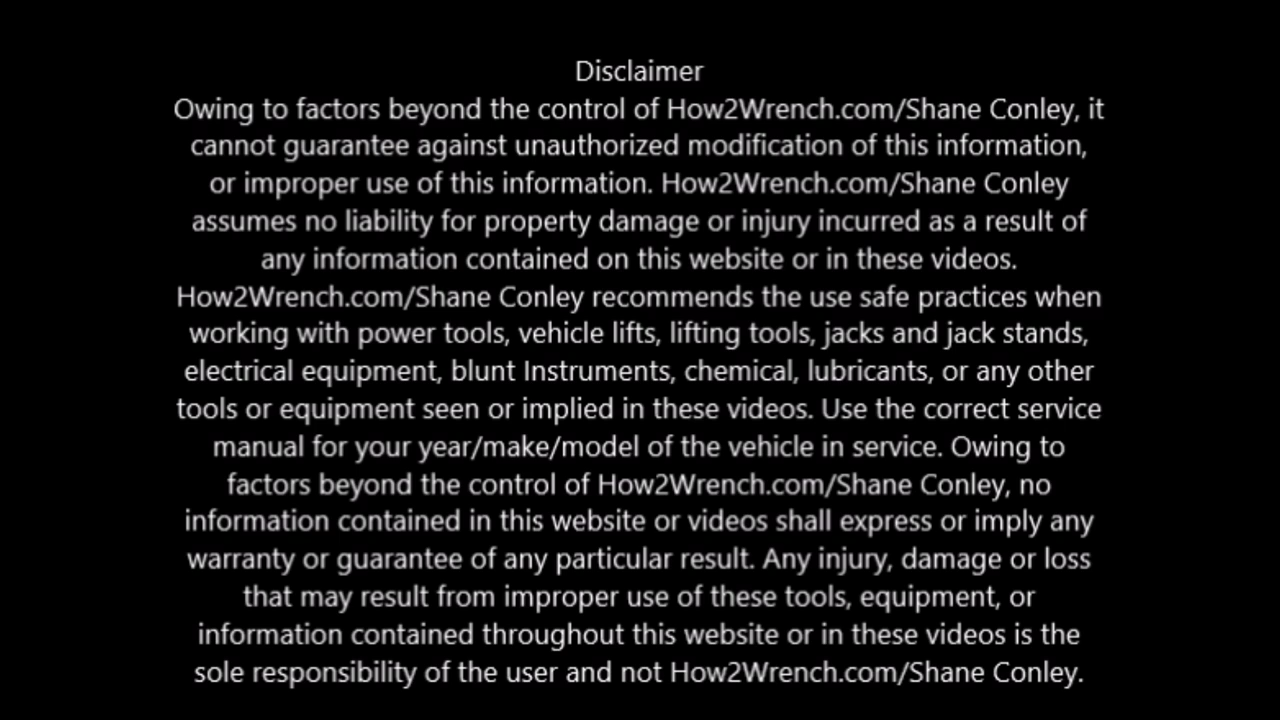 Disclaimer
Owing to factors beyond the control of How2Wrench.com/Shane Conley, it
cannot guarantee against unauthorized modification of this information,
or improper use of this information. How2Wrench.com/Shane Conley
assumes no liability for property damage or injury incurred as a result of
any information contained on this website or in these videos.
How2Wrench.com/Shane Conley recommends the use safe practices when
working with power tools, vehicle lifts, lifting tools, jacks and jack stands,
electrical equipment, blunt Instruments, chemical, lubricants, or any other
tools or equipment seen or implied in these videos. Use the correct service
manual for your year/make/model of the vehicle in service. Owing to
factors beyond the control of How2Wrench.com/Shane Conley, no
information contained in this website or videos shall express or imply any
warranty or guarantee of any particular result. Any injury, damage or loss
that may result from improper use of these tools, equipment, or
information contained throughout this website or in these videos is the
sole responsibility of the user and not How2Wrench.com/Shane Conley.